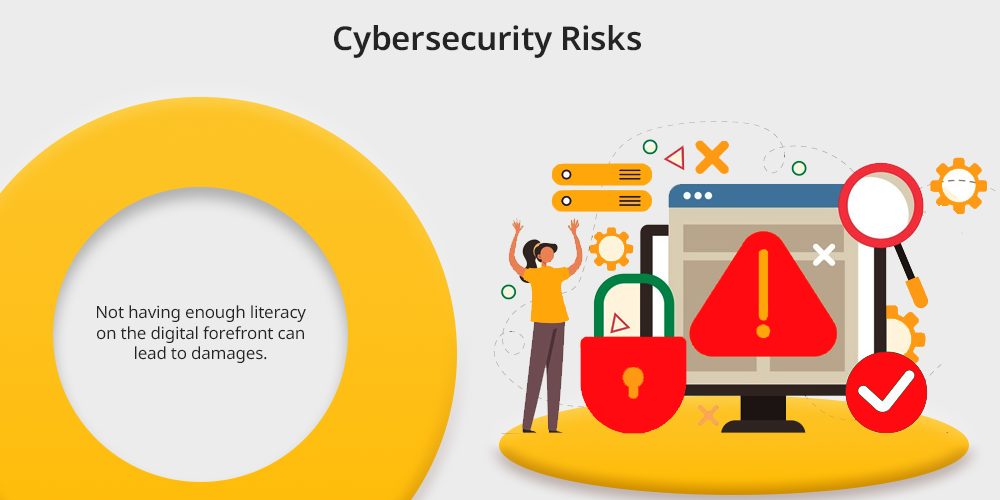 Cybersecurity Risks
Not having enough literacy
on the digital forefront can
lead to damages.